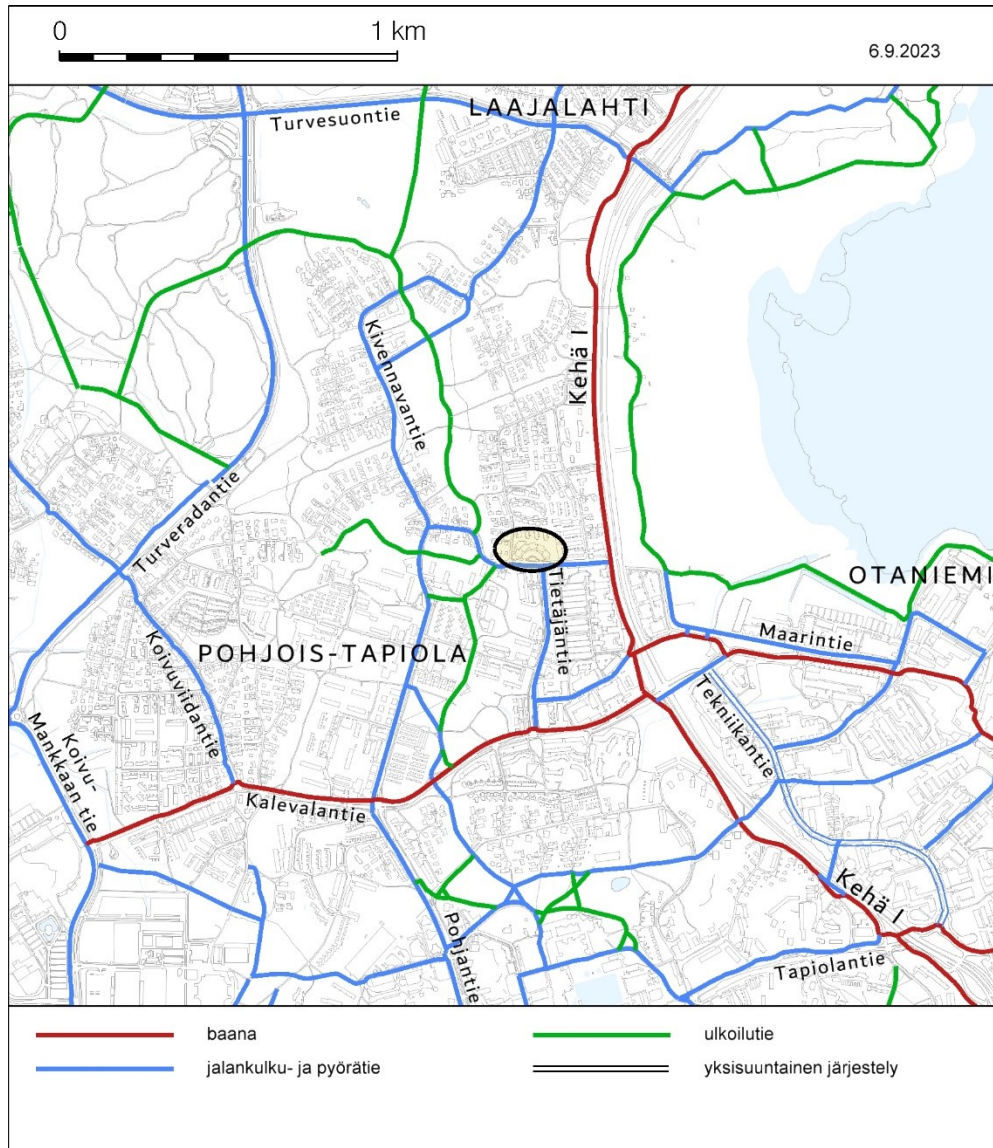 0 1 km
6.9.2023
LAAJALAHTI
Turvesuontie
Kehä I
Kivennavantie
Turveradantie
OTANIEMI
Tietäjäntie
Maarintie
POHJOIS-TAPIOLA
Koivuviidantie
Tekniikantie
Koivu-
Mankkaan tie
Kalevalantie
Kehä I
Pohjantie
Tapiolantie
baana
ulkoilutie
jalankulku- ja pyörätie
yksisuuntainen järjestely